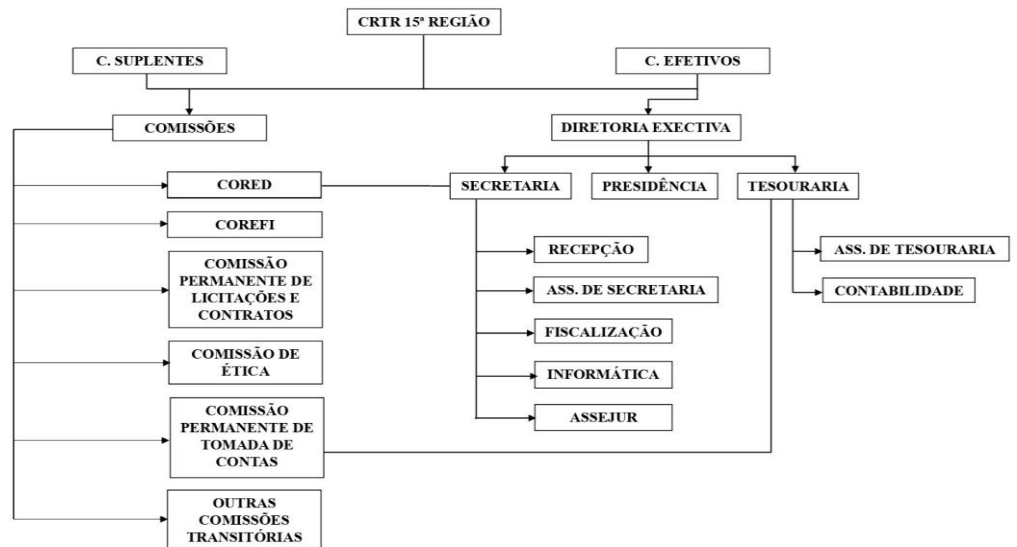 CRTR 15ª REGIÃO
C. SUPLENTES
C. EFETIVOS
COMISSÕES
DIRETORIA EXECTIVA
CORED
SECRETARIA
PRESIDÊNCIA
TESOURARIA
COREFI
RECEPÇÃO
ASS. DE TESOURARIA
COMISSÃO
PERMANENTE DE
LICITAÇÕES E
CONTRATOS
ASS. DE SECRETARIA
CONTABILIDADE
FISCALIZAÇÃO
COMISSÃO DE
ÉTICA
INFORMÁTICA
COMISSÃO
PERMANENTE DE
TOMADA DE
CONTAS
ASSEJUR
OUTRAS
COMISSÕES
TRANSITÓRIAS